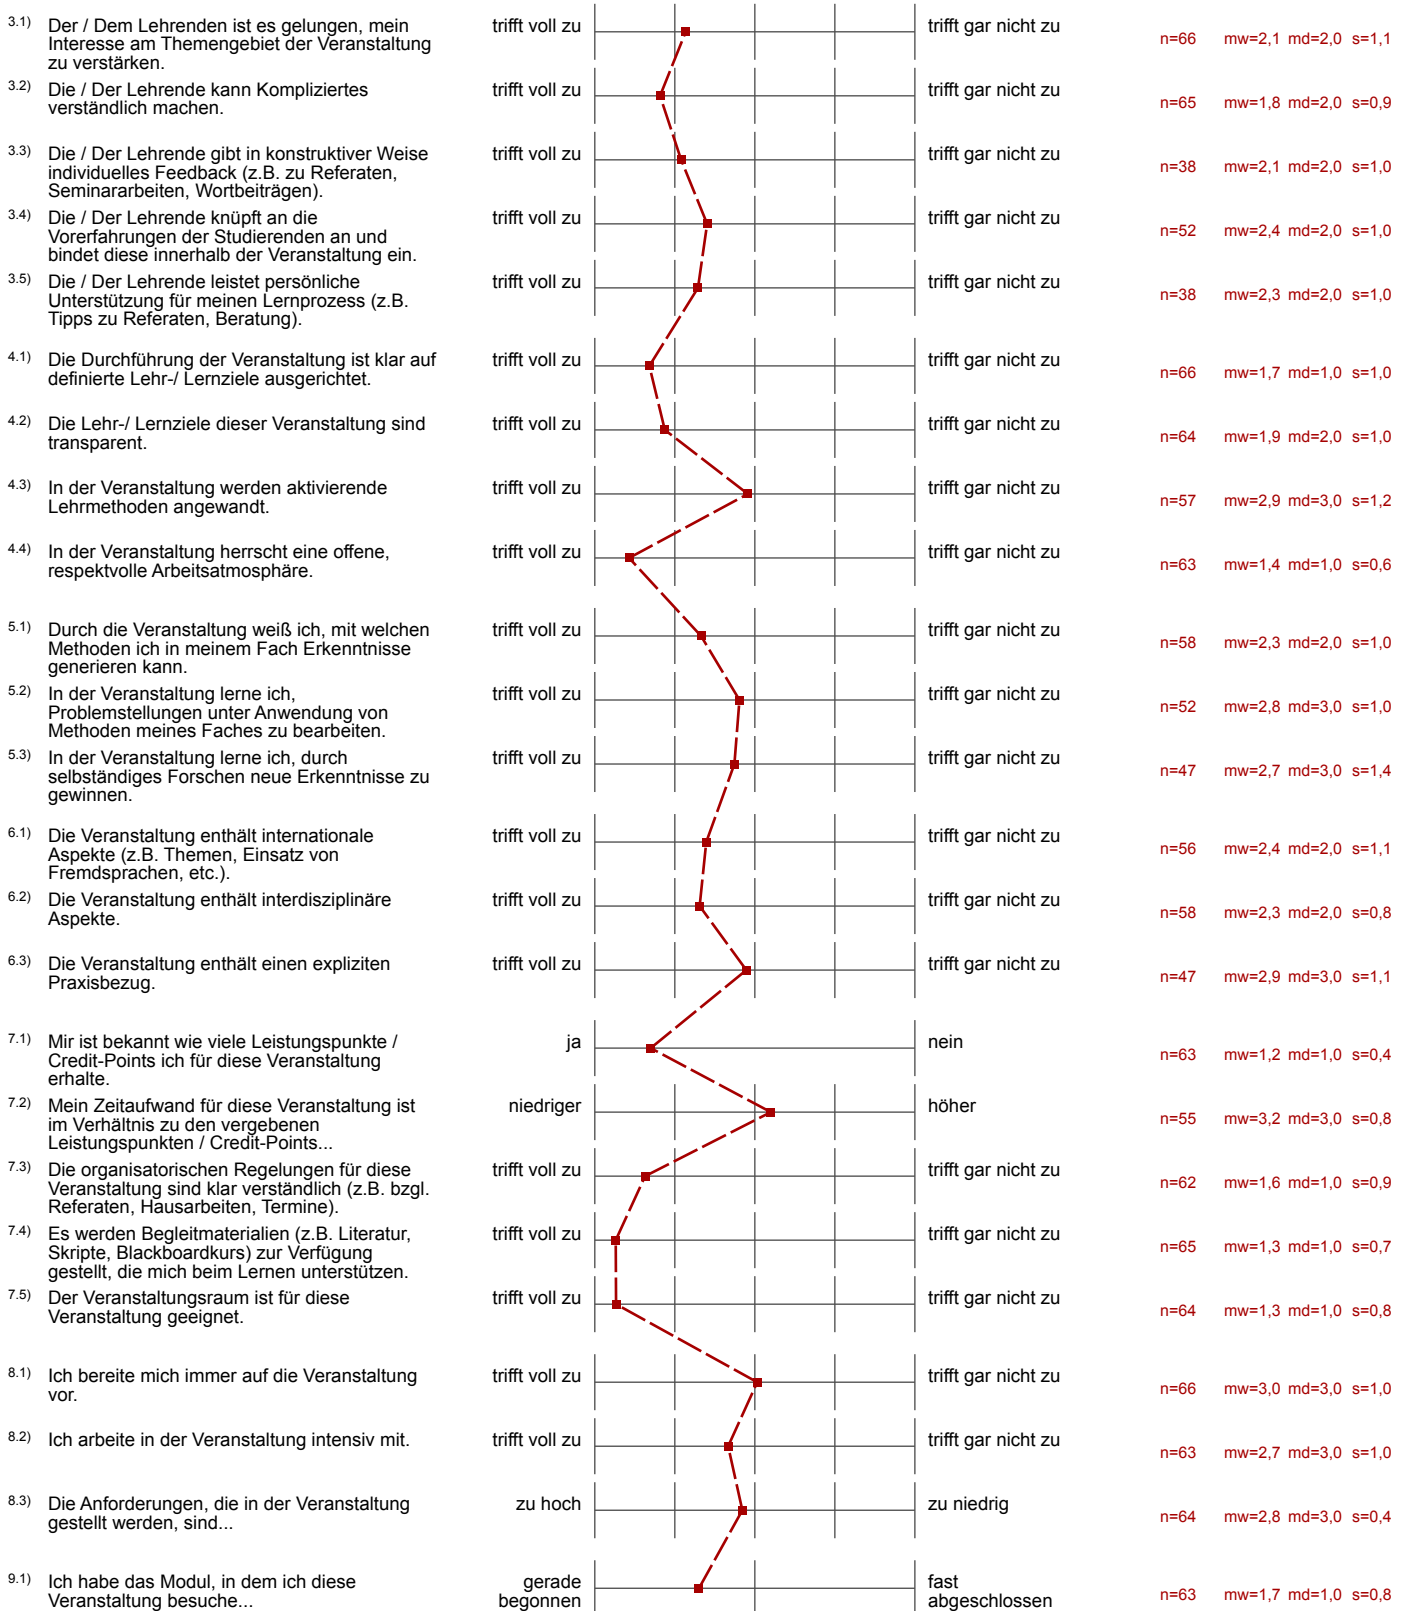 3.1) Der / Dem Lehrenden ist es gelungen, mein
Interesse am Themengebiet der Veranstaltung
zu verstärken.
trifft voll zu
trifft gar nicht zu
n=66 mw=2,1 md=2,0 s=1,1
3.2) Die / Der Lehrende kann Kompliziertes
verständlich machen.
trifft voll zu
trifft gar nicht zu
n=65 mw=1,8 md=2,0 s=0,9
3.3) Die / Der Lehrende gibt in konstruktiver Weise
individuelles Feedback (z.B. zu Referaten,
Seminararbeiten, Wortbeiträgen).
trifft voll zu
trifft gar nicht zu
n=38 mw=2,1 md=2,0 s=1,0
3.4) Die / Der Lehrende knüpft an die
Vorerfahrungen der Studierenden an und
bindet diese innerhalb der Veranstaltung ein.
trifft voll zu
trifft gar nicht zu
n=52 mw=2,4 md=2,0 s=1,0
3.5) Die / Der Lehrende leistet persönliche
Unterstützung für meinen Lernprozess (z.B.
Tipps zu Referaten, Beratung).
trifft voll zu
trifft gar nicht zu
n=38 mw=2,3 md=2,0 s=1,0
4.1) Die Durchführung der Veranstaltung ist klar auf
definierte Lehr-/ Lernziele ausgerichtet.
trifft voll zu
trifft gar nicht zu
n=66 mw=1,7 md=1,0 s=1,0
4.2) Die Lehr-/ Lernziele dieser Veranstaltung sind
transparent.
trifft voll zu
trifft gar nicht zu
n=64 mw=1,9 md=2,0 s=1,0
4.3) In der Veranstaltung werden aktivierende
Lehrmethoden angewandt.
trifft voll zu
trifft gar nicht zu
n=57 mw=2,9 md=3,0 s=1,2
4.4) In der Veranstaltung herrscht eine offene,
respektvolle Arbeitsatmosphäre.
trifft voll zu
trifft gar nicht zu
n=63 mw=1,4 md=1,0 s=0,6
5.1) Durch die Veranstaltung weiß ich, mit welchen
Methoden ich in meinem Fach Erkenntnisse
generieren kann.
trifft voll zu
trifft gar nicht zu
n=58 mw=2,3 md=2,0 s=1,0
5.2) In der Veranstaltung lerne ich,
Problemstellungen unter Anwendung von
Methoden meines Faches zu bearbeiten.
trifft voll zu
trifft gar nicht zu
n=52 mw=2,8 md=3,0 s=1,0
5.3) In der Veranstaltung lerne ich, durch
selbständiges Forschen neue Erkenntnisse zu
gewinnen.
trifft voll zu
trifft gar nicht zu
n=47 mw=2,7 md=3,0 s=1,4
6.1) Die Veranstaltung enthält internationale
Aspekte (z.B. Themen, Einsatz von
Fremdsprachen, etc.).
trifft voll zu
trifft gar nicht zu
n=56 mw=2,4 md=2,0 s=1,1
6.2) Die Veranstaltung enthält interdisziplinäre
Aspekte.
trifft voll zu
trifft gar nicht zu
n=58 mw=2,3 md=2,0 s=0,8
6.3) Die Veranstaltung enthält einen expliziten
Praxisbezug.
trifft voll zu
trifft gar nicht zu
n=47 mw=2,9 md=3,0 s=1,1
7.1) Mir ist bekannt wie viele Leistungspunkte /
Credit-Points ich für diese Veranstaltung
erhalte.
ja
nein
n=63 mw=1,2 md=1,0 s=0,4
7.2) Mein Zeitaufwand für diese Veranstaltung ist
im Verhältnis zu den vergebenen
Leistungspunkten / Credit-Points...
niedriger
höher
n=55 mw=3,2 md=3,0 s=0,8
7.3) Die organisatorischen Regelungen für diese
Veranstaltung sind klar verständlich (z.B. bzgl.
Referaten, Hausarbeiten, Termine).
trifft voll zu
trifft gar nicht zu
n=62 mw=1,6 md=1,0 s=0,9
7.4) Es werden Begleitmaterialien (z.B. Literatur,
Skripte, Blackboardkurs) zur Verfügung
gestellt, die mich beim Lernen unterstützen.
trifft voll zu
trifft gar nicht zu
n=65 mw=1,3 md=1,0 s=0,7
7.5) Der Veranstaltungsraum ist für diese
Veranstaltung geeignet.
trifft voll zu
trifft gar nicht zu
n=64 mw=1,3 md=1,0 s=0,8
8.1) Ich bereite mich immer auf die Veranstaltung
vor.
trifft voll zu
trifft gar nicht zu
n=66 mw=3,0 md=3,0 s=1,0
8.2) Ich arbeite in der Veranstaltung intensiv mit.
trifft voll zu
trifft gar nicht zu
n=63 mw=2,7 md=3,0 s=1,0
8.3) Die Anforderungen, die in der Veranstaltung
gestellt werden, sind...
zu hoch
zu niedrig
n=64 mw=2,8 md=3,0 s=0,4
9.1) Ich habe das Modul, in dem ich diese
Veranstaltung besuche...
gerade
begonnen
fast
abgeschlossen
n=63 mw=1,7 md=1,0 s=0,8